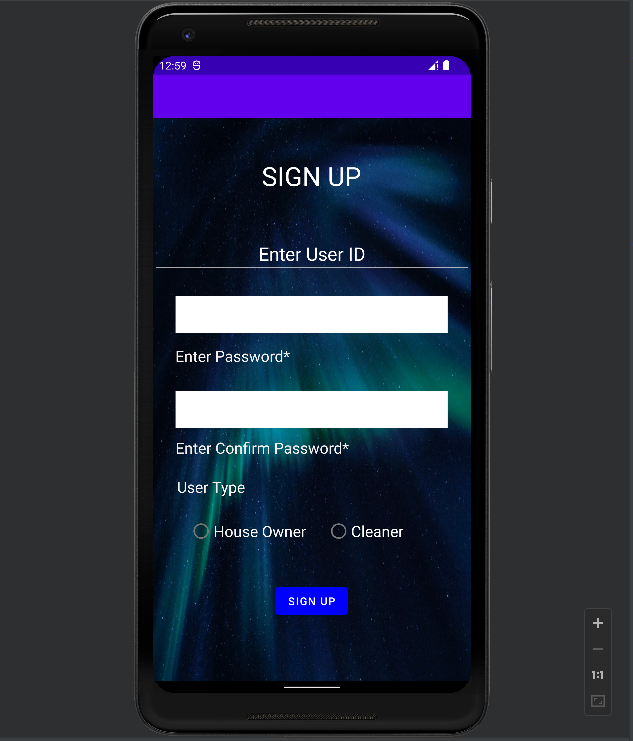 12:59
SIGN UP
Enter User ID
Enter Password*
Enter Confirm Password*
User Type
House Owner Cleaner
SIGN UP
1:1